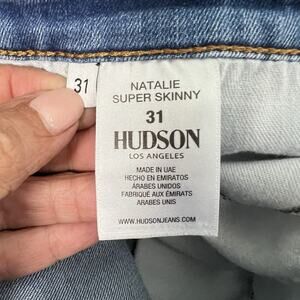 31
NATALIE
SUPER SKINNY
31
HUDSON
LOS ANGELES
MADE IN UAE
HECHO EN EMIRATOS
ÁRABES UNIDOS
FABRIQUÉ AUX ÉMIRATS
ARABES UNIS
WWW.HUDSONJEANS.COM